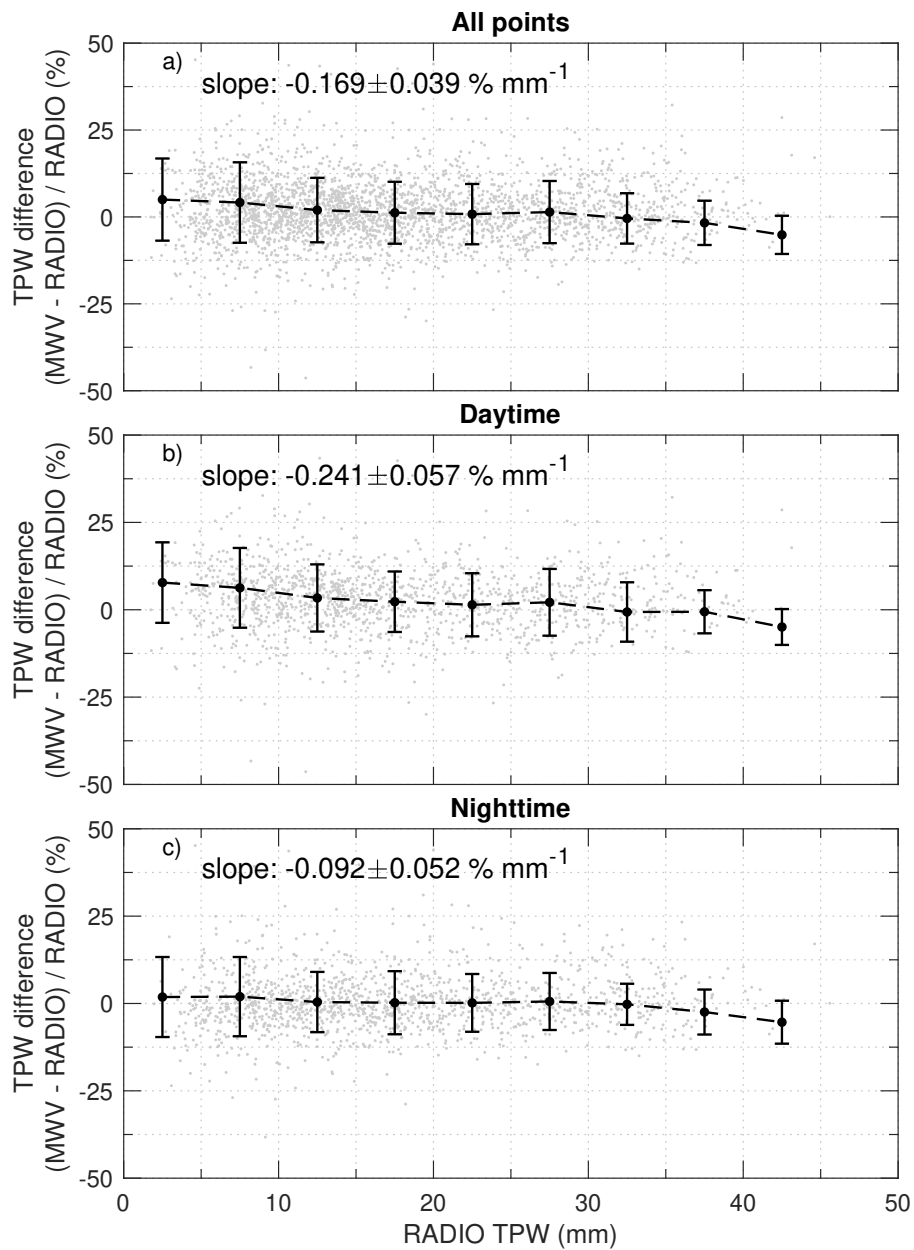 All points
a)
slope: -0.169±0.039 % mm-1
TPW difference
(MWV - RADIO) / RADIO (%)
50
25
0
-25
-50
Daytime
b)
slope: -0.241±0.057 % mm-1
TPW difference
(MWV - RADIO) / RADIO (%)
50
25
0
-25
-50
Nighttime
c)
slope: -0.092±0.052 % mm-1
TPW difference
(MWV - RADIO) / RADIO (%)
50
25
0
-25
-50
0 10 20 30 40 50
RADIO TPW (mm)